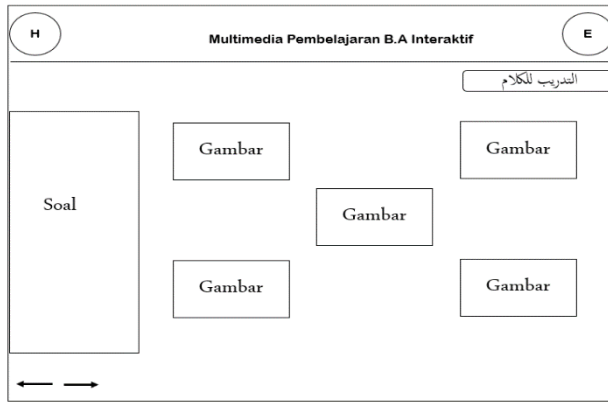 H
Multimedia Pembelajaran B.A Interaktif
E
التدريب للكلام
Gambar
Gambar
Soal
Gambar
Gambar
Gambar